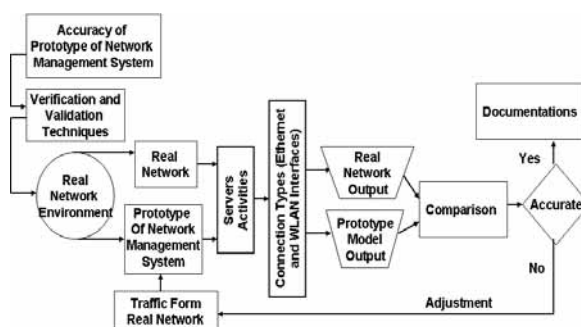 Accuracy of
Prototype of Network
Management System
Verification and
Validation
Techniques
Real
Network
Environment
Real
Network
Prototype
Of Network
Management
System
Traffic Form
Real Network
Servers
Activities
Connection Types (Ethernet
and WLAN Interfaces)
Real
Network
Output
Prototype
Model
Output
Comparison
Documentations
Yes
Accurate
No
Adjustment